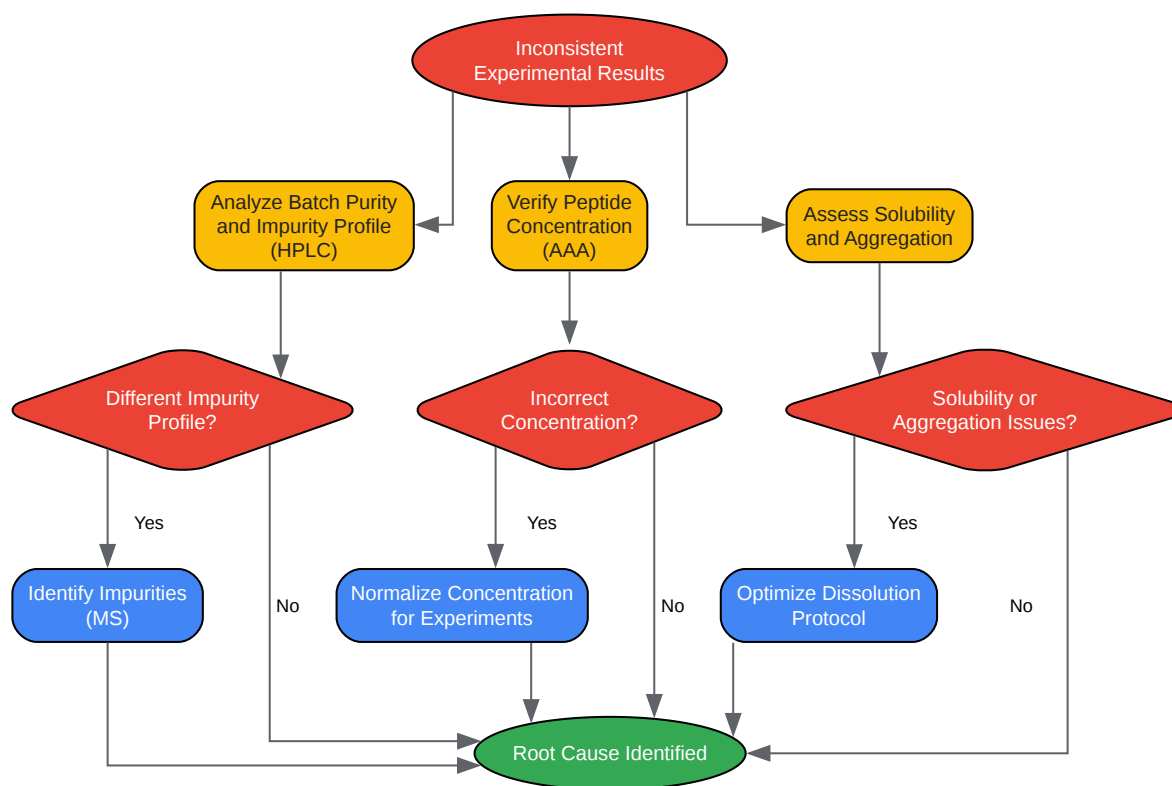 Inconsistent
Experimental Results
Analyze Batch Purity
and Impurity Profile
(HPLC)
Verify Peptide
Concentration
(AAA)
Assess Solubility
and Aggregation
Different Impurity
Profile?
Incorrect
Concentration?
Solubility or
Aggregation Issues?
Yes
Yes
Yes
Identify Impurities
(MS)
No
Normalize Concentration
for Experiments
No
Optimize Dissolution
Protocol
No
Root Cause Identified